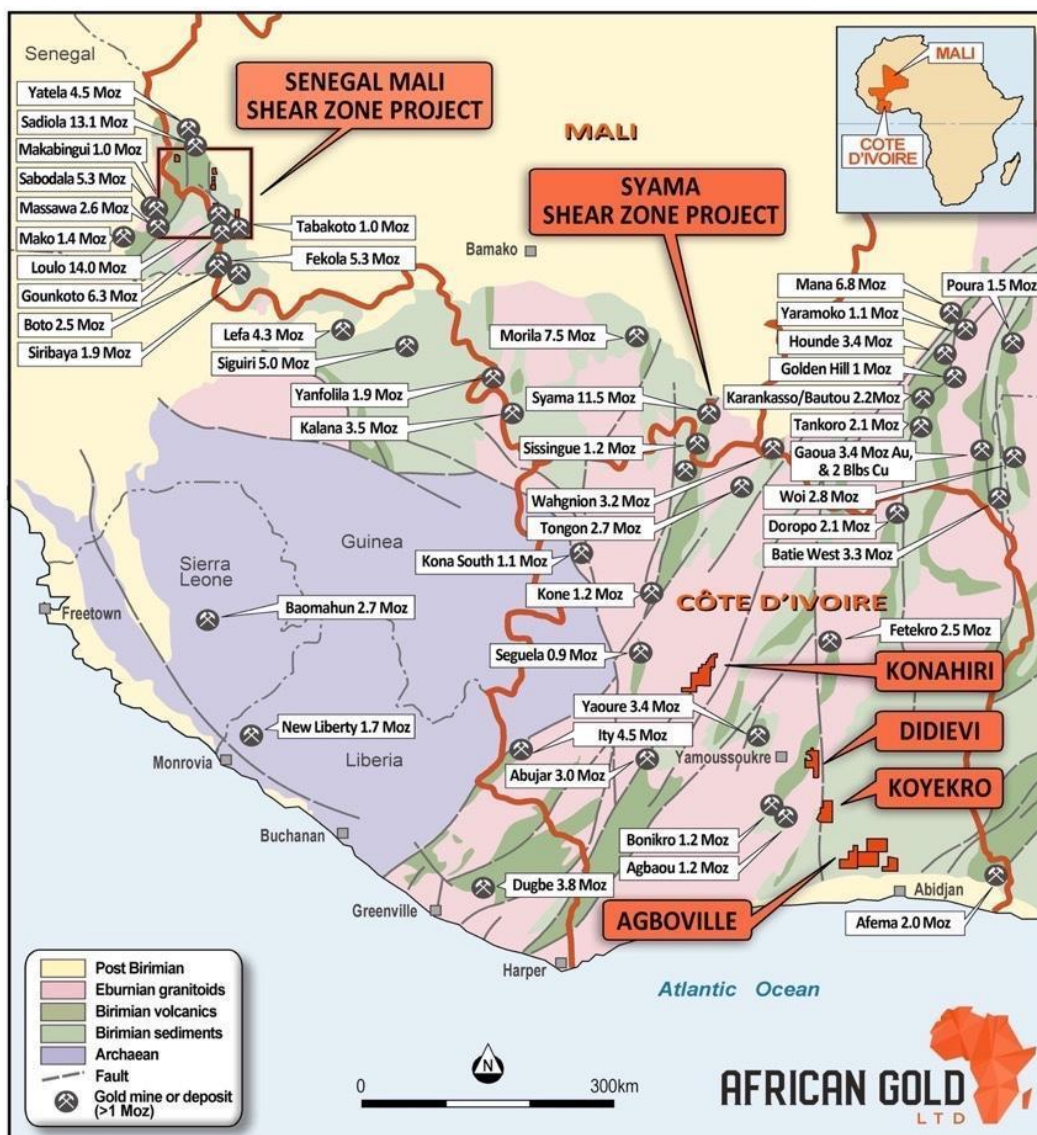 Senegal
Yatela 4.5 Moz
Sadiola 13.1 Moz
Makabingui 1.0 Moz
Sabodala 5.3 Moz
Massawa 2.6 Moz
Mako 1.4 Moz
Loulo 14.0 Moz
Gounkoto 6.3 Moz
Boto 2.5 Moz
Siribaya 1.9 Moz
SENEGAL MALI
SHEAR ZONE PROJECT
Tabakoto 1.0 Moz
Fekola 5.3 Moz
MALI
SYAMA
SHEAR ZONE PROJECT
MALI
COTE
D'IVOIRE
Bamako
Lefa 4.3 Moz
Siguiri 5.0 Moz
Morila 7.5 Moz
Yanfolila 1.9 Moz
Kalana 3.5 Moz
Syama 11.5 Moz
Sissingue 1.2 Moz
Wahgnion 3.2 Moz
Tongon 2.7 Moz
Mana 6.8 Moz
Poura 1.5 Moz
Yaramoko 1.1 Moz
Hounde 3.4 Moz
Golden Hill 1 Moz
Karankasso/Bautou 2.2Moz
Tankoro 2.1 Moz
Gaoua 3.4 Moz Au,
& 2 Blbs Cu
Woi 2.8 Moz
Doropo 2.1 Moz
Batie West 3.3 Moz
Guinea
Sierra
Leone
Freetown
Baomahun 2.7 Moz
Kona South 1.1 Moz
Kone 1.2 Moz
CÔTE D'IVOIRE
Fetekro 2.5 Moz
Seguela 0.9 Moz
KONAHIRI
New Liberty 1.7 Moz
Monrovia
Liberia
Yaoure 3.4 Moz
Ity 4.5 Moz
Abujar 3.0 Moz
Yamoussoukre
DIDIEVI
KOYEKRO
Buchanan
Bonikro 1.2 Moz
Agbaou 1.2 Moz
Dugbe 3.8 Moz
Greenville
AGBOVILLE
Abidjan
Afema 2.0 Moz
Harper
Atlantic Ocean
Post Birimian
Eburnian granitoids
Birimian volcanics
Birimian sediments
Archaean
Fault
Gold mine or deposit
(>1 Moz)
N
0 300km
AFRICAN GOLD
LTD